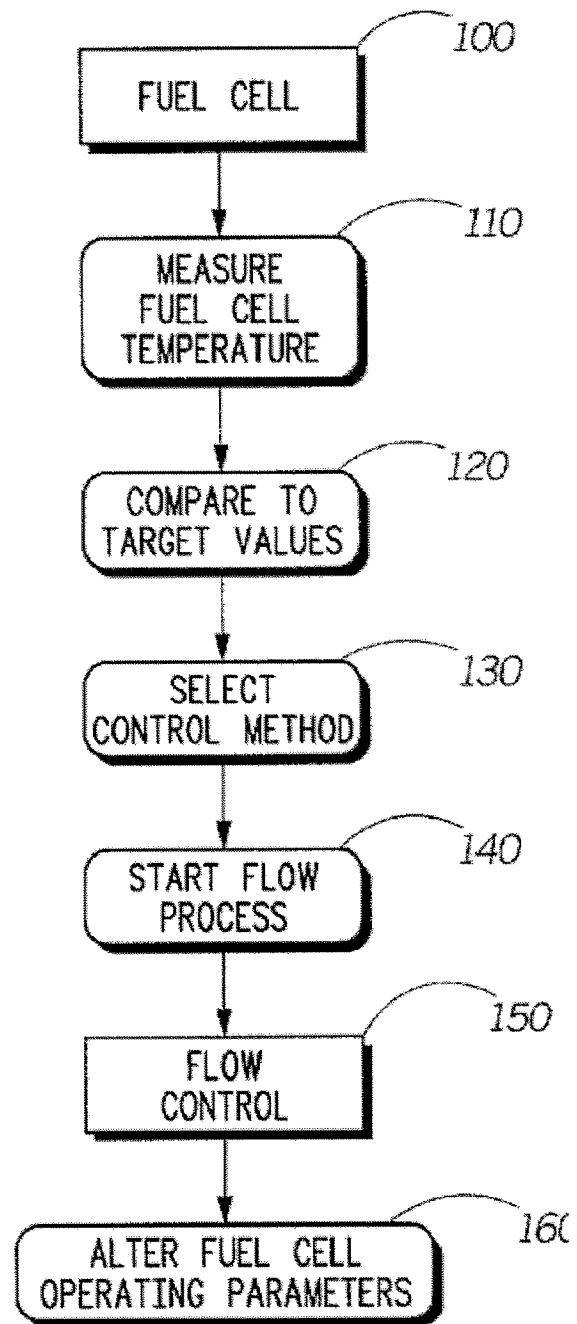 100
FUEL CELL
110
MEASURE
FUEL CELL
TEMPERATURE
120
COMPARE TO
TARGET VALUES
130
SELECT
CONTROL METHOD
140
START FLOW
PROCESS
150
FLOW
CONTROL
160
ALTER FUEL CELL
OPERATING PARAMETERS